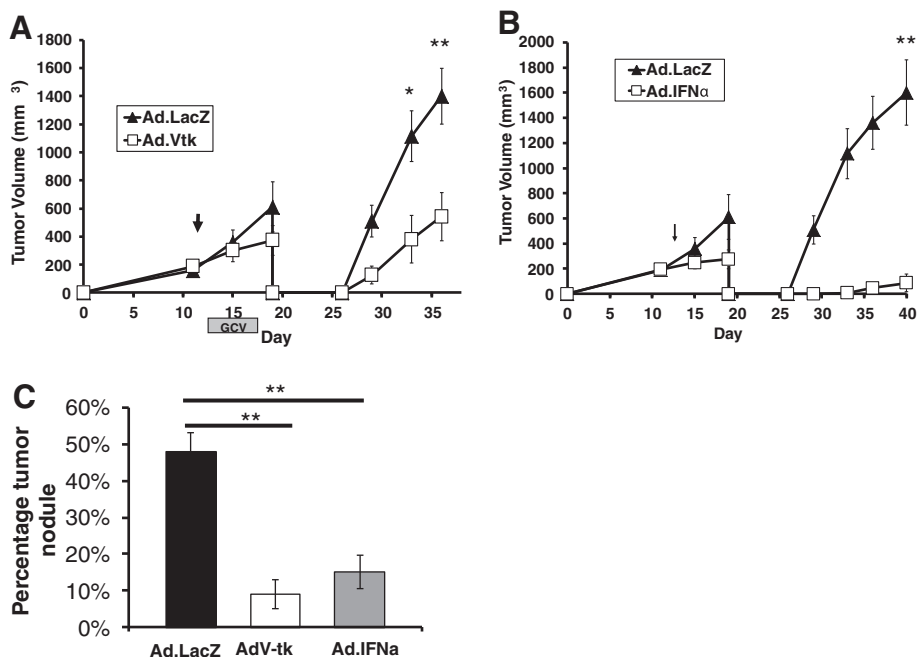 A
1800
1600
1400
1200
1000
800
600
400
200
0
Tumor Volume (mm 3)
Ad.LacZ
Ad.Vtk
*
**
0 5 10 15 20 25 30 35
GCV
Day
B
2000
1800
1600
1400
1200
1000
800
600
400
200
0
Tumor Volume (mm3)
Ad.LacZ
Ad.IFNα
**
0 5 10 15 20 25 30 35 40
Day
C
60%
50%
40%
30%
20%
10%
0%
Percentage tumor
nodule
**
**
Ad.LacZ AdV-tk Ad.IFNa